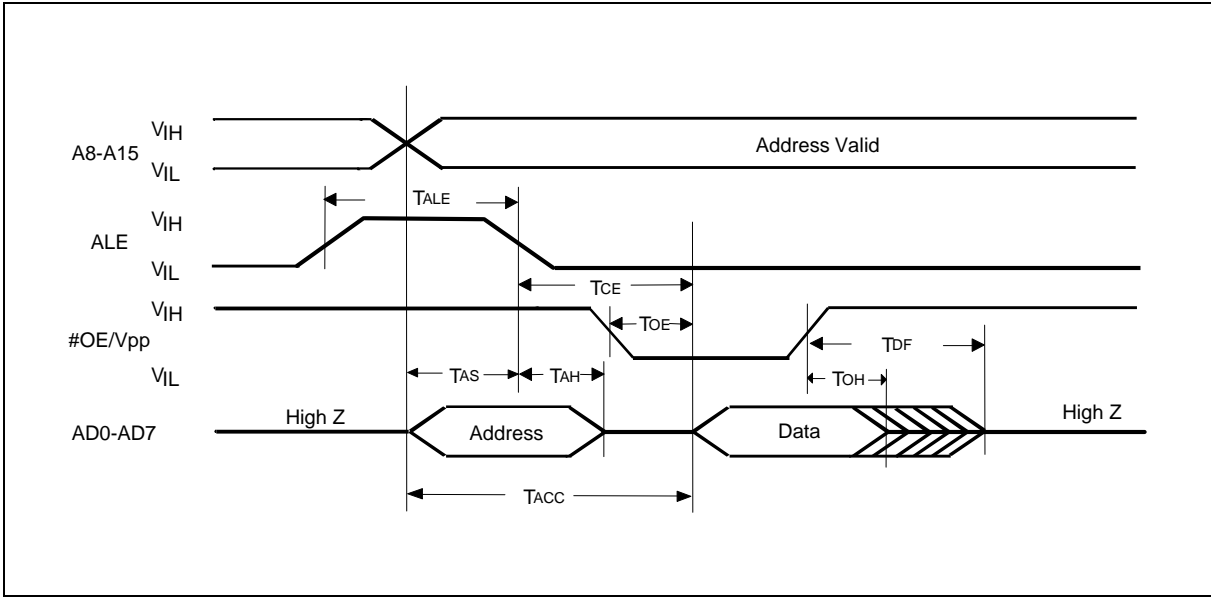 VIH
A8-A15
Address Valid
VIL
TALE
VIH
ALE
VIL
TCE
VIH
TOE
#OE/Vpp
TDF
VIL
TAS
TAH
TOH
High Z
High Z
AD0-AD7
Address
Data
TACC